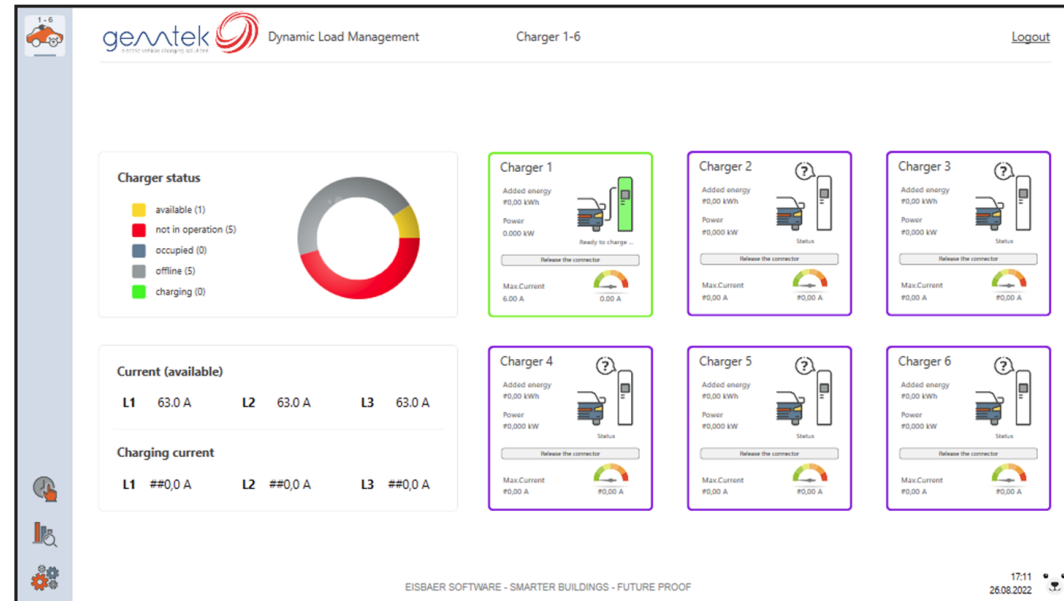 1 - 6
gemtek
electric vehicle charging solutions
Dynamic Load Management
Charger 1-6
Logout
Charger status
available (1)
not in operation (5)
occupied (0)
offline (5)
charging (0)
Charger 1
Added energy
#0,00 kWh
Power
0.000 kW
Ready to charge ...
Release the connector
Max.Current
6.00 A
0.00 A
Charger 2
Added energy
#0,00 kWh
Power
#0,000 kW
?
Status
Release the connector
Max.Current
#0,00 A
#0,00 A
Charger 3
Added energy
#0,00 kWh
Power
#0,000 kW
?
Status
Release the connector
Max.Current
#0,00 A
#0,00 A
Current (available)
L1 63.0 A L2 63.0 A L3 63.0 A
Charging current
L1 ##0,0 A L2 ##0,0 A L3 ##0,0 A
Charger 4
Added energy
#0,00 kWh
Power
#0,000 kW
?
Status
Release the connector
Max.Current
#0,00 A
#0,00 A
Charger 5
Added energy
#0,00 kWh
Power
#0,000 kW
?
Status
Release the connector
Max.Current
#0,00 A
#0,00 A
Charger 6
Added energy
#0,00 kWh
Power
#0,000 kW
?
Status
Release the connector
Max.Current
#0,00 A
#0,00 A
EISBAER SOFTWARE - SMARTER BUILDINGS - FUTURE PROOF
17:11
26.08.2022